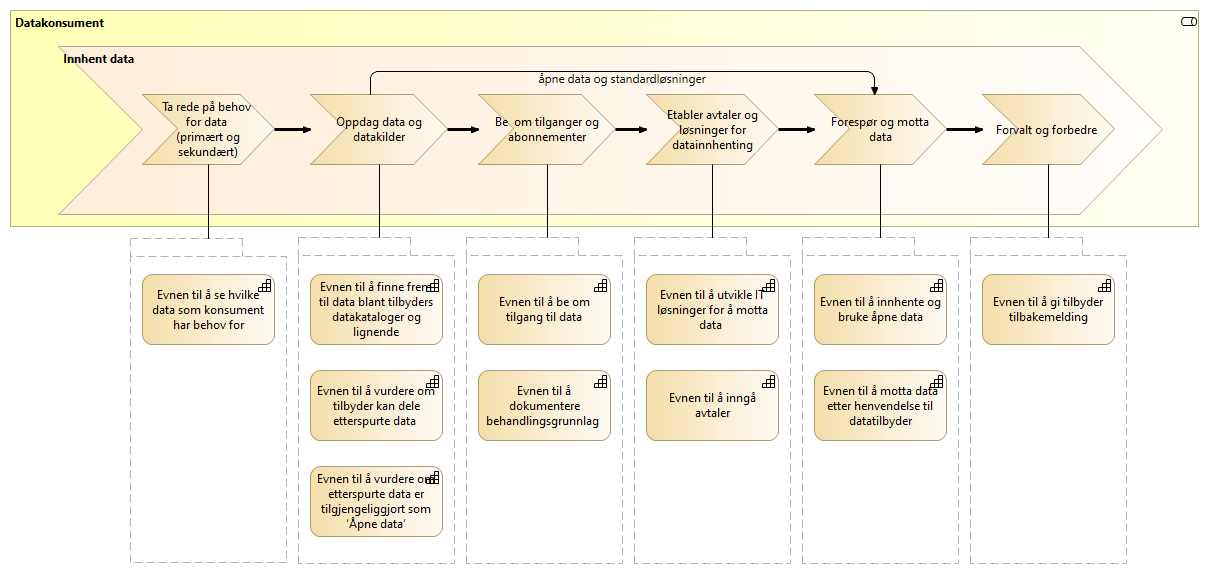 Datakonsument
Innhent data
åpne data og standardløsninger
Ta rede på behov
for data
(primært og
sekundært)
Oppdag data og
datakilder
Be om tilganger og
abonnementer
Etabler avtaler og
løsninger for
datainnhenting
Forespør og motta
data
Forvalt og forbedre
Evnen til å se hvilke
data som konsument
har behov for
Evnen til å finne frem
til data blant tilbyders
datakataloger og
lignende
Evnen til å vurdere om
tilbyder kan dele
etterspurte data
Evnen til å vurdere om
etterspurte data er
tilgjengeliggjort som
‘Åpne data’
Evnen til å be om
tilgang til data
Evnen til å
dokumentere
behandlingsgrunnlag
Evnen til å utvikle IT
løsninger for å motta
data
Evnen til å inngå
avtaler
Evnen til å innhente og
bruke åpne data
Evnen til å motta data
etter henvendelse til
datatilbyder
Evnen til å gi tilbyder
tilbakemelding